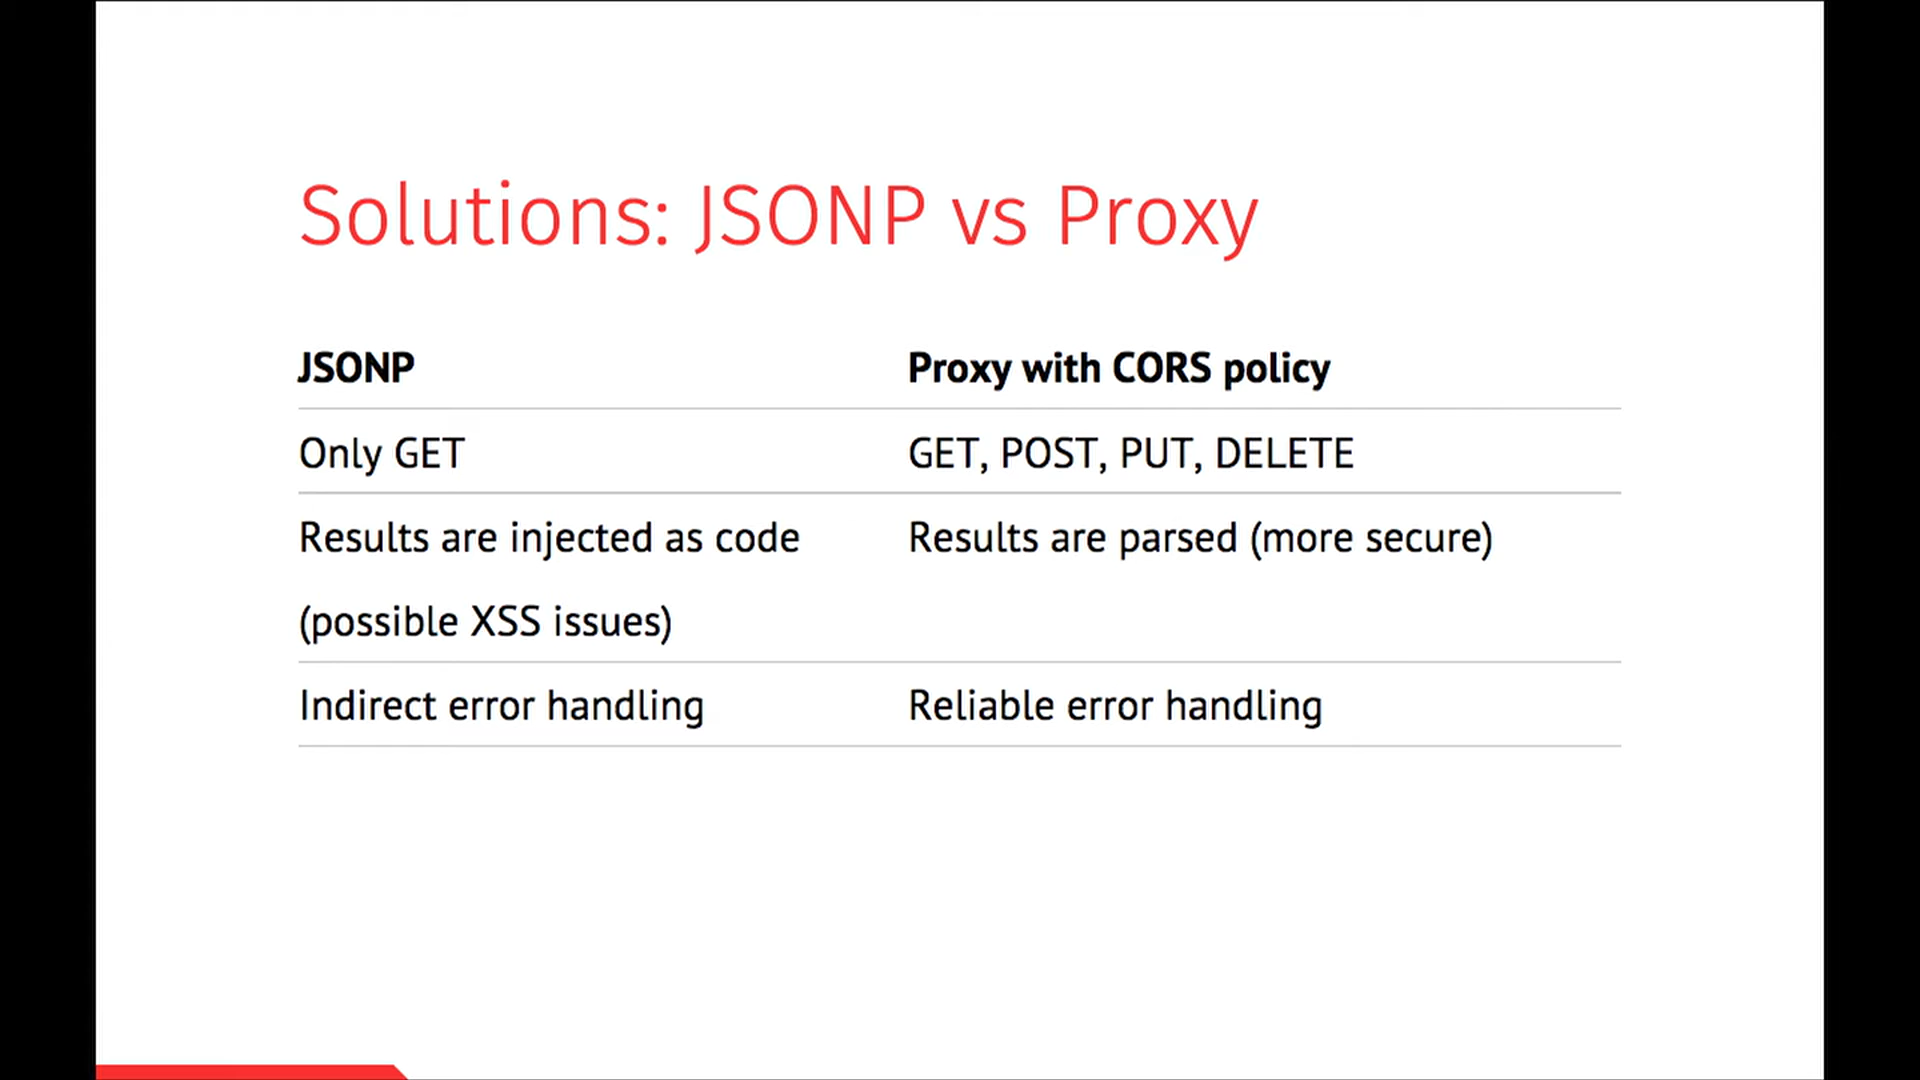 Solutions: JSONP vs Proxy
JSONP
Proxy with CORS policy
Only GET
GET, POST, PUT, DELETE
Results are injected as code
(possible XSS issues)
Results are parsed (more secure)
Indirect error handling
Reliable error handling